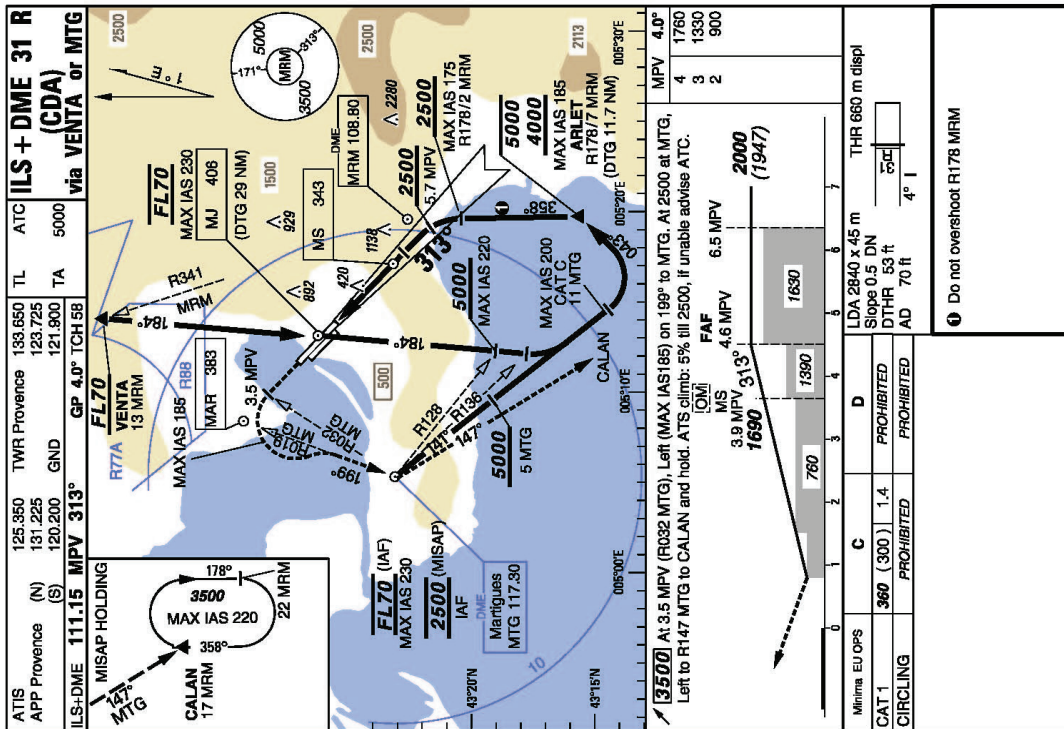 ATIS 125.350 TWR Provence 133.650 TL ATC
APP Provence (N) 131.225 123.725
(S) 120.200 GND 121.900 TA 5000
ILS + DME 31 R
(CDA)
via VENTA or MTG
ILS+DME 111.15 MPV 313° GP 4.0° TCH 58
MISAP HOLDING
147°
MTG
178°
3500
MAX IAS 220
358°
22 MRM
CALAN
17 MRM
R77A
FL70
VENTA
13 MRM
R88
MAX IAS 185
MAR 383
3.5 MPV
184°
R341
MRM
FL70
MAX IAS 230
MJ 406
(DTG 29 NM)
2500
1500
1° E
171°
5000
MRM
313°
3500
929
892
420
1138
MS 343
DME
MRM 108.80
2500
2280
2113
R019
MTG
R032
MTG
199°
500
184°
313°
2500
5.7 MPV
2500
MAX IAS 175
R178/2 MRM
5000
4000
MAX IAS 185
ARLET
R178/7 MRM
(DTG 11.7 NM)
358°
❶
043°
5000
MAX IAS 220
MAX IAS 200
CAT C
11 MTG
R128
R136
141°
147°
CALAN
5000
5 MTG
FL70 (IAF)
MAX IAS 230
2500 (MISAP)
IAF
DME
Martigues
MTG 117.30
10
43°20'N
43°15'N
005°00'E
005°10'E
005°20'E
005°30'E
3500 At 3.5 MPV (R032 MTG), Left (MAX IAS185) on 199° to MTG. At 2500 at MTG,
Left to R147 MTG to CALAN and hold. ATS climb: 5% till 2500, if unable advise ATC.
MPV 4.0°
4 1760
3 1330
2 900
OM
MS
3.9 MPV
1690
FAF
4.6 MPV
313°
6.5 MPV
2000
(1947)
760
1390
1630
0 1 2 3 4 5 6 7
Minima EU OPS C D
CAT 1 360 (300) 1.4 PROHIBITED
CIRCLING PROHIBITED PROHIBITED
LDA 2840 x 45 m THR 660 m displ
Slope 0.5 DN
DTHR 53 ft
AD 70 ft
31R
4° I
❶ Do not overshoot R178 MRM